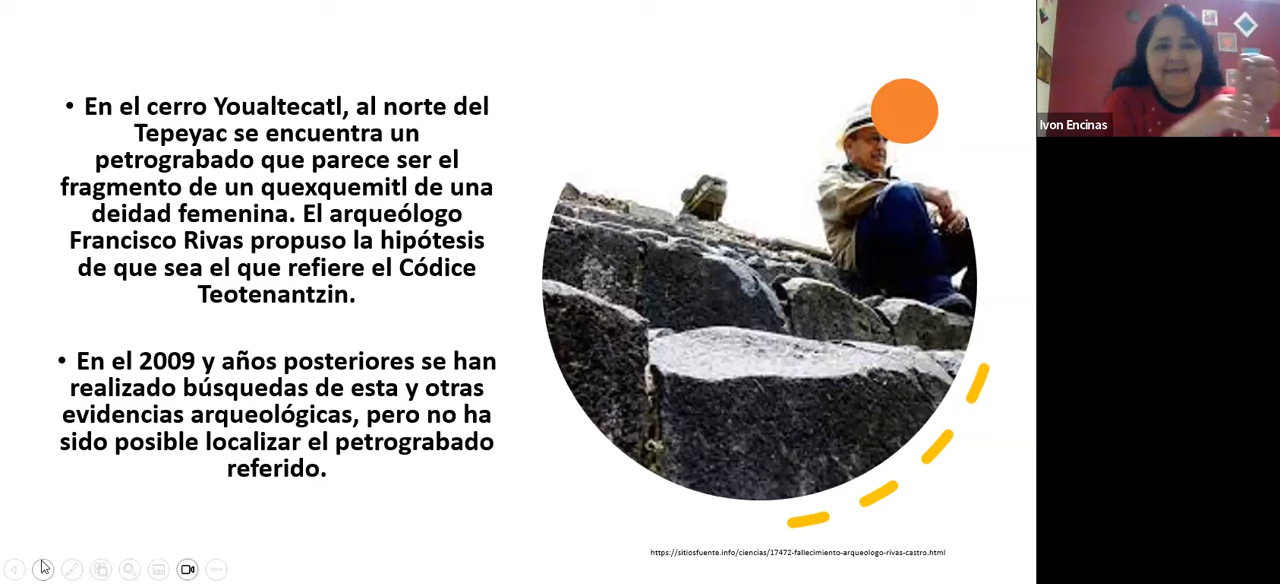 • En el cerro Youaltecatl, al norte del
Tepeyac se encuentra un
petrograbado que parece ser el
fragmento de un quexquemitl de una
deidad femenina. El arqueólogo
Francisco Rivas propuso la hipótesis
de que sea el que refiere el Códice
Teotenantzin.
• En el 2009 y años posteriores se han
realizado búsquedas de esta y otras
evidencias arqueológicas, pero no ha
sido posible localizar el petrograbado
referido.
https://sitiosfuente.info/ciencias/17472-fallecimiento-arqueologo-rivas-castro.html
Ivon Encinas